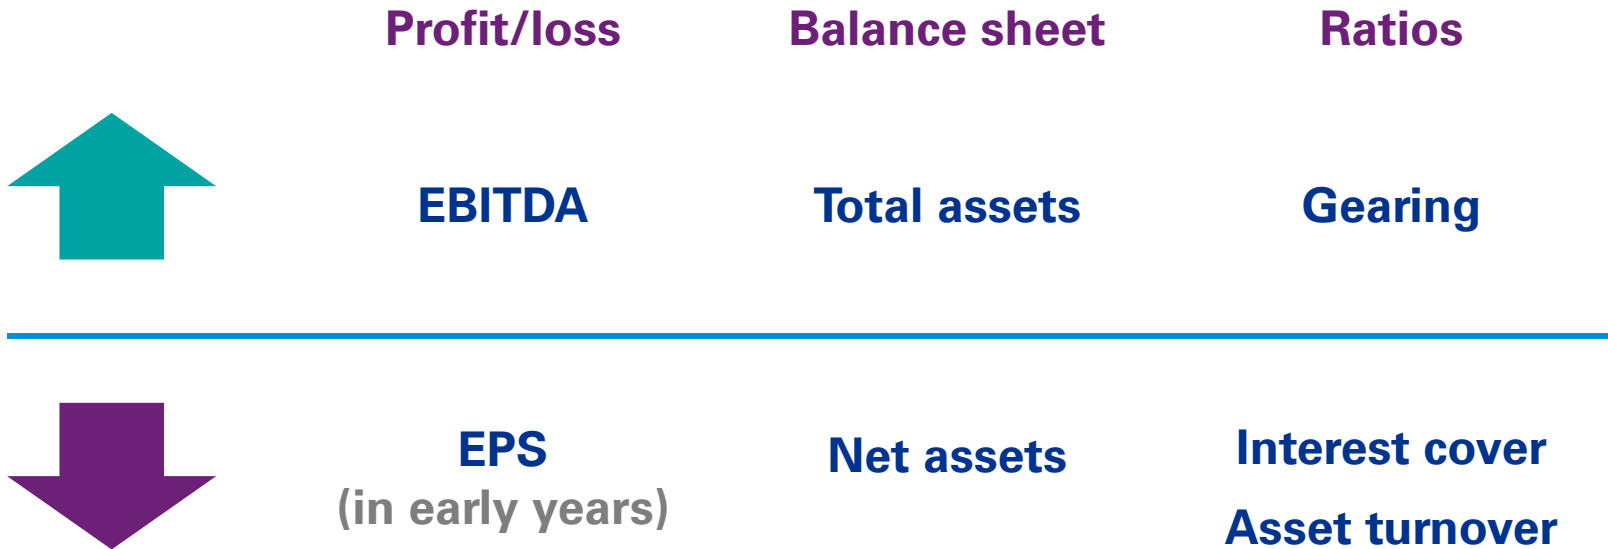 Profit/loss Balance sheet Ratios
EBITDA Total assets Gearing
EPS Net assets Interest cover
(in early years)
Asset turnover